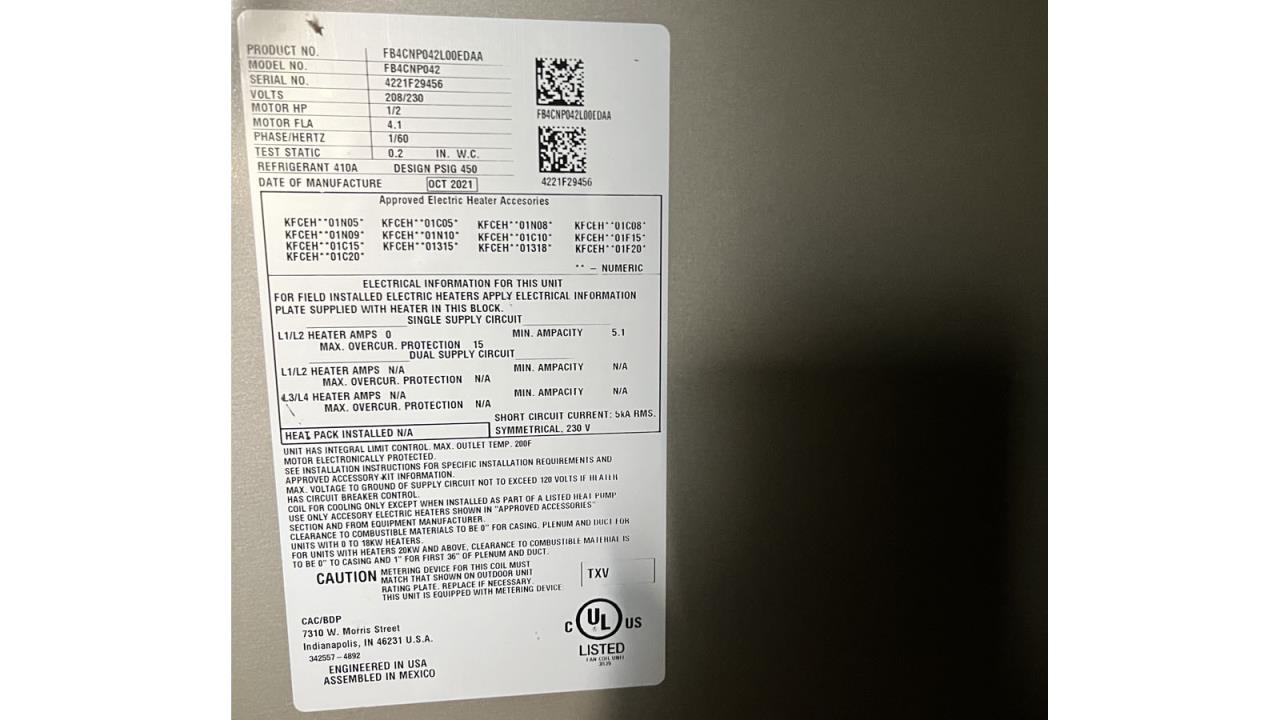 PRODUCT NO. FB4CNP042L00EDAA
MODEL NO. FB4CNP042
SERIAL NO. 4221F29456
VOLTS 208/230
MOTOR HP 1/2
MOTOR FLA 4.1
PHASE/HERTZ 1/60
TEST STATIC 0.2 IN. W.C.
REFRIGERANT 410A DESIGN PSIG 450
DATE OF MANUFACTURE OCT 2021
FB4CNP042L00EDAA
4221F29456
Approved Electric Heater Accesories
KFCEH**01N05* KFCEH**01C05* KFCEH**01N08* KFCEH**01C08*
KFCEH**01N09* KFCEH**01N10* KFCEH**01C10* KFCEH**01F15*
KFCEH**01C15* KFCEH**01315* KFCEH**01318* KFCEH**01F20*
KFCEH**01C20*
** – NUMERIC
ELECTRICAL INFORMATION FOR THIS UNIT
FOR FIELD INSTALLED ELECTRIC HEATERS APPLY ELECTRICAL INFORMATION
PLATE SUPPLIED WITH HEATER IN THIS BLOCK.
SINGLE SUPPLY CIRCUIT
L1/L2 HEATER AMPS 0 MIN. AMPACITY 5.1
MAX. OVERCUR. PROTECTION 15
DUAL SUPPLY CIRCUIT
L1/L2 HEATER AMPS N/A MIN. AMPACITY N/A
MAX. OVERCUR. PROTECTION N/A
L3/L4 HEATER AMPS N/A MIN. AMPACITY N/A
MAX. OVERCUR. PROTECTION N/A
SHORT CIRCUIT CURRENT: 5kA RMS.
SYMMETRICAL, 230 V
HEAT PACK INSTALLED N/A
UNIT HAS INTEGRAL LIMIT CONTROL. MAX. OUTLET TEMP. 200F
MOTOR ELECTRONICALLY PROTECTED.
SEE INSTALLATION INSTRUCTIONS FOR SPECIFIC INSTALLATION REQUIREMENTS AND
APPROVED ACCESSORY KIT INFORMATION.
MAX. VOLTAGE TO GROUND OF SUPPLY CIRCUIT NOT TO EXCEED 120 VOLTS IF HEATER
HAS CIRCUIT BREAKER CONTROL.
COIL FOR COOLING ONLY EXCEPT WHEN INSTALLED AS PART OF A LISTED HEAT PUMP
USE ONLY ACCESORY ELECTRIC HEATERS SHOWN IN "APPROVED ACCESSORIES"
SECTION AND FROM EQUIPMENT MANUFACTURER.
CLEARANCE TO COMBUSTIBLE MATERIALS TO BE 0" FOR CASING, PLENUM AND DUCT FOR
UNITS WITH 0 TO 18KW HEATERS.
FOR UNITS WITH HEATERS 20KW AND ABOVE, CLEARANCE TO COMBUSTIBLE MATERIAL IS
TO BE 0" TO CASING AND 1" FOR FIRST 36" OF PLENUM AND DUCT.
CAUTION METERING DEVICE FOR THIS COIL MUST
MATCH THAT SHOWN ON OUTDOOR UNIT
RATING PLATE. REPLACE IF NECESSARY.
THIS UNIT IS EQUIPPED WITH METERING DEVICE:
TXV
CAC/BDP
7310 W. Morris Street
Indianapolis, IN 46231 U.S.A.
342557-4892
ENGINEERED IN USA
ASSEMBLED IN MEXICO
C UL US
LISTED
FAN COIL UNIT